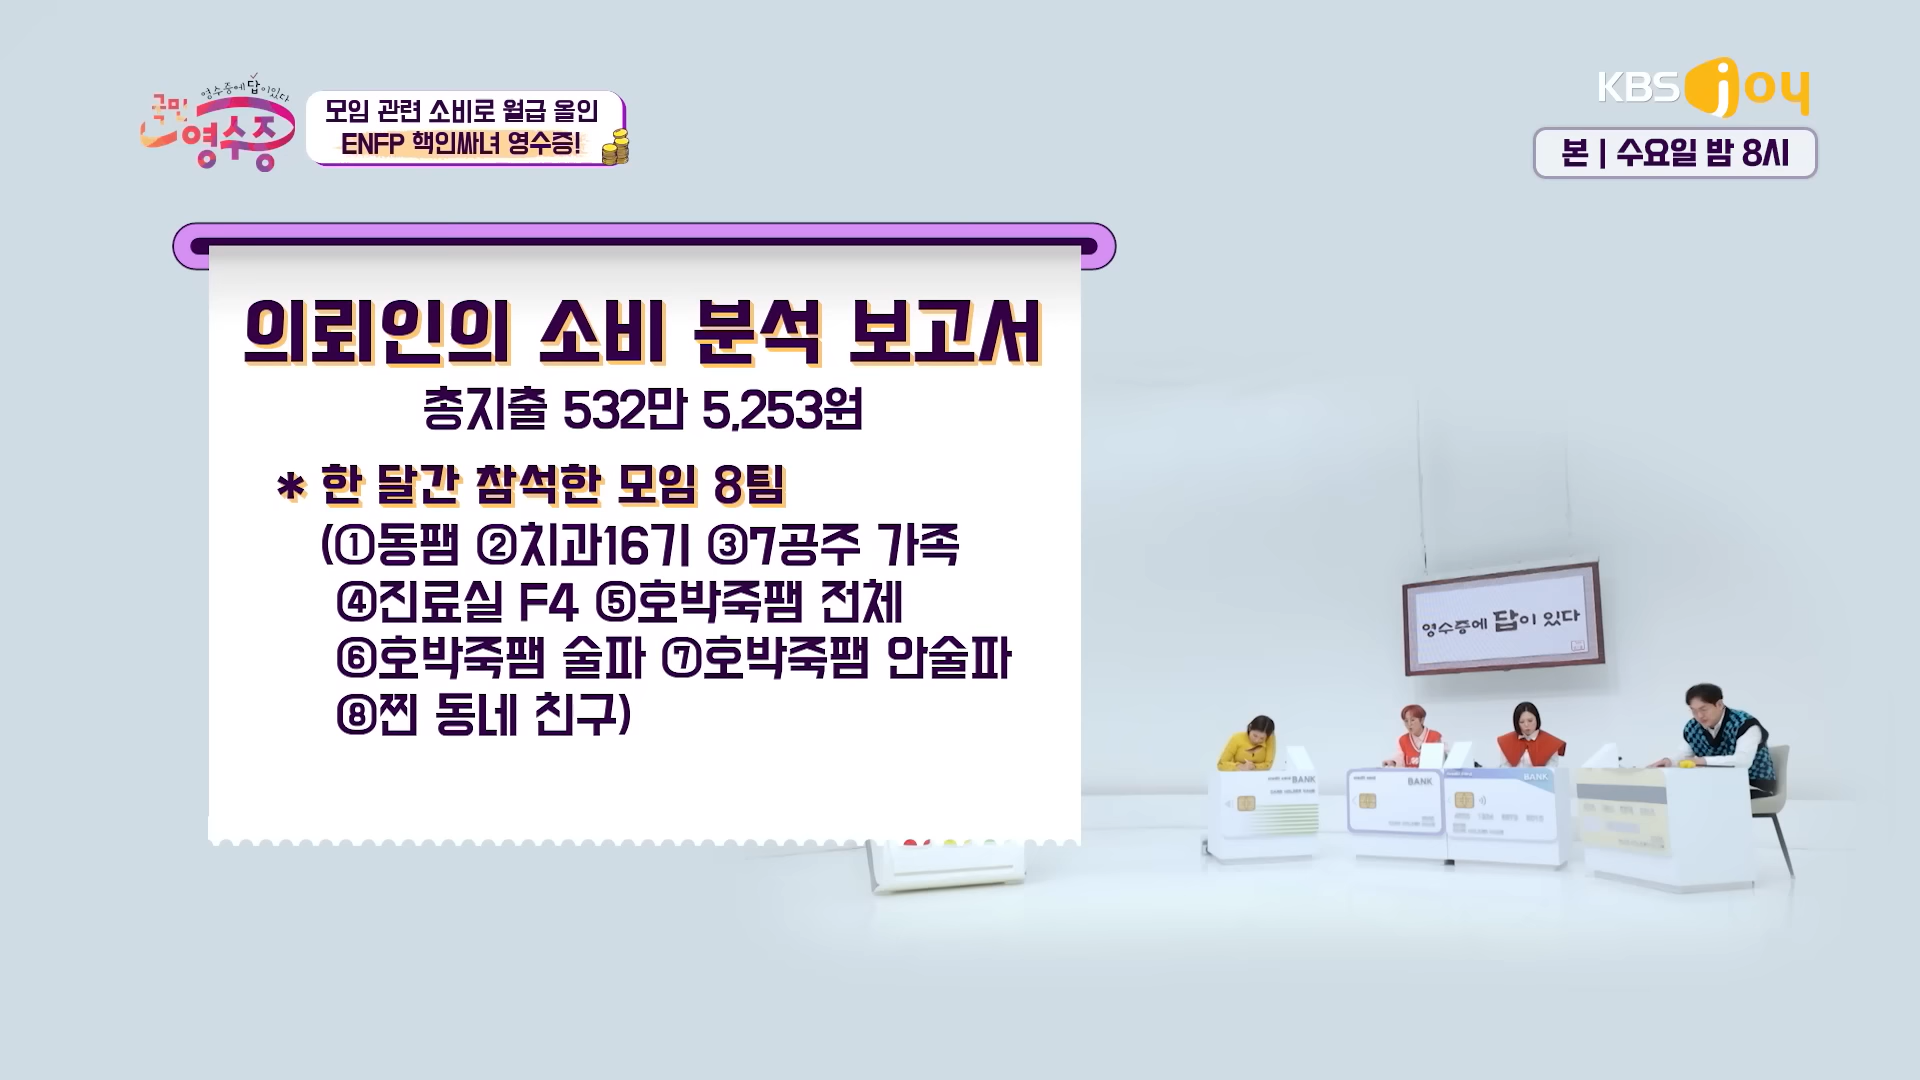 영수증에 답이있다
국민
영수증
모임 관련 소비로 월급 올인
ENFP 핵인싸녀 영수증!
KBS joy
본 | 수요일 밤 8시
의뢰인의 소비 분석 보고서
총지출 532만 5,253원
* 한 달간 참석한 모임 8팀
(①동팸 ②치과16기 ③7공주 가족
④진료실 F4 ⑤호박죽팸 전체
⑥호박죽팸 술파 ⑦호박죽팸 안술파
⑧찐 동네 친구)
영수증에 답이 있다
BANK
BANK
BANK